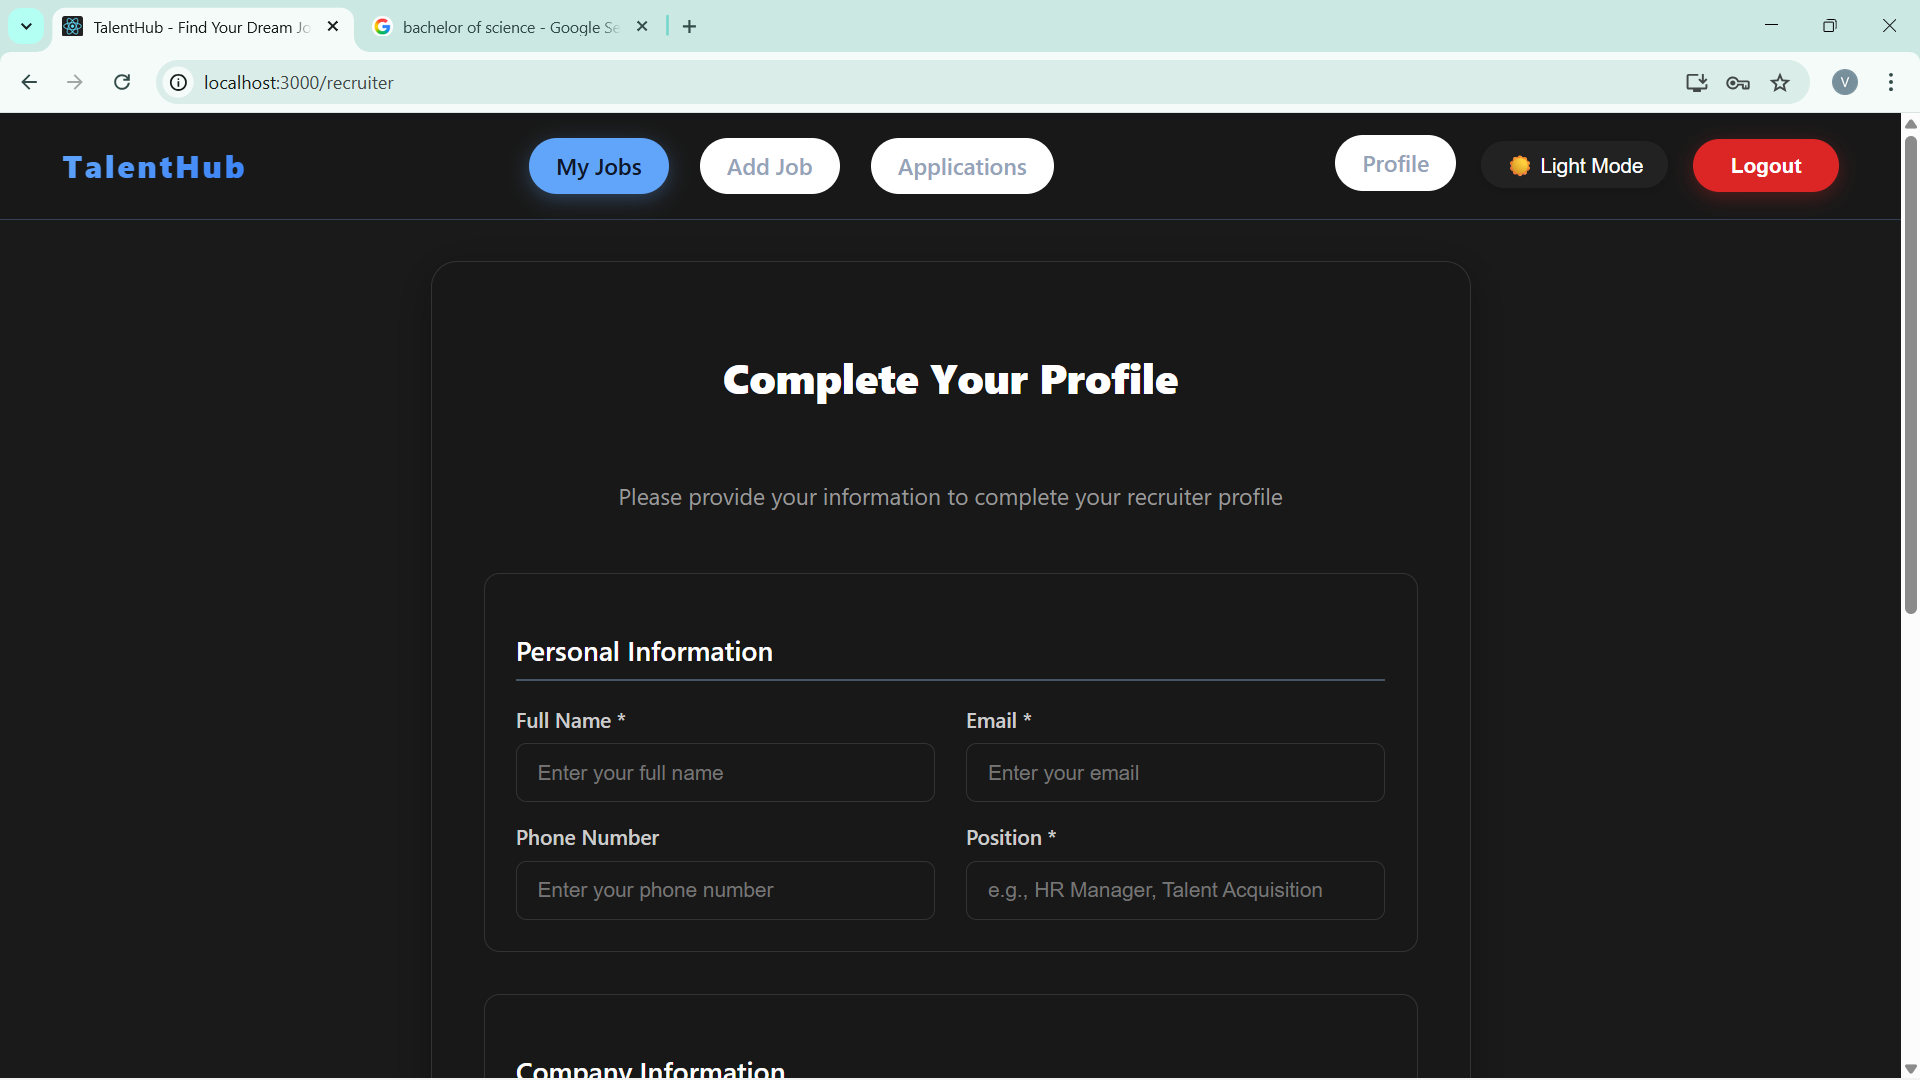 TalentHub - Find Your Dream Jo
bachelor of science - Google Se
localhost:3000/recruiter
V
TalentHub
My Jobs
Add Job
Applications
Profile
Light Mode
Logout
Complete Your Profile
Please provide your information to complete your recruiter profile
Personal Information
Full Name *
Email *
Enter your full name
Enter your email
Phone Number
Position *
Enter your phone number
e.g., HR Manager, Talent Acquisition
Company Information